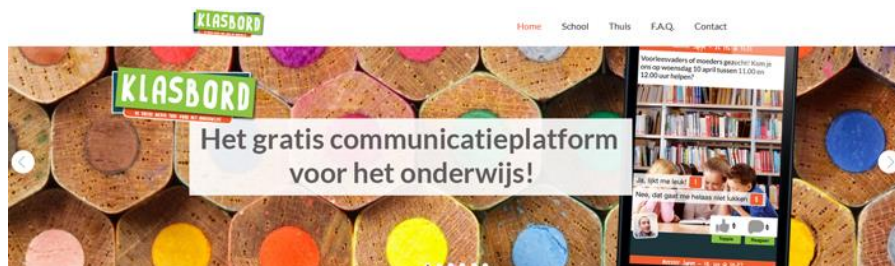 KLASBORD
Home School Thuis F.A.Q. Contact
Voorleesvaders of moeders gezocht! Kom je
ons op woensdag 10 april tussen 11.00 en
12.00 uur helpen?
KLASBORD
Het gratis communicatieplatform
voor het onderwijs!
Ja, lijkt me leuk!
Nee, dat gaat me helaas niet lukken